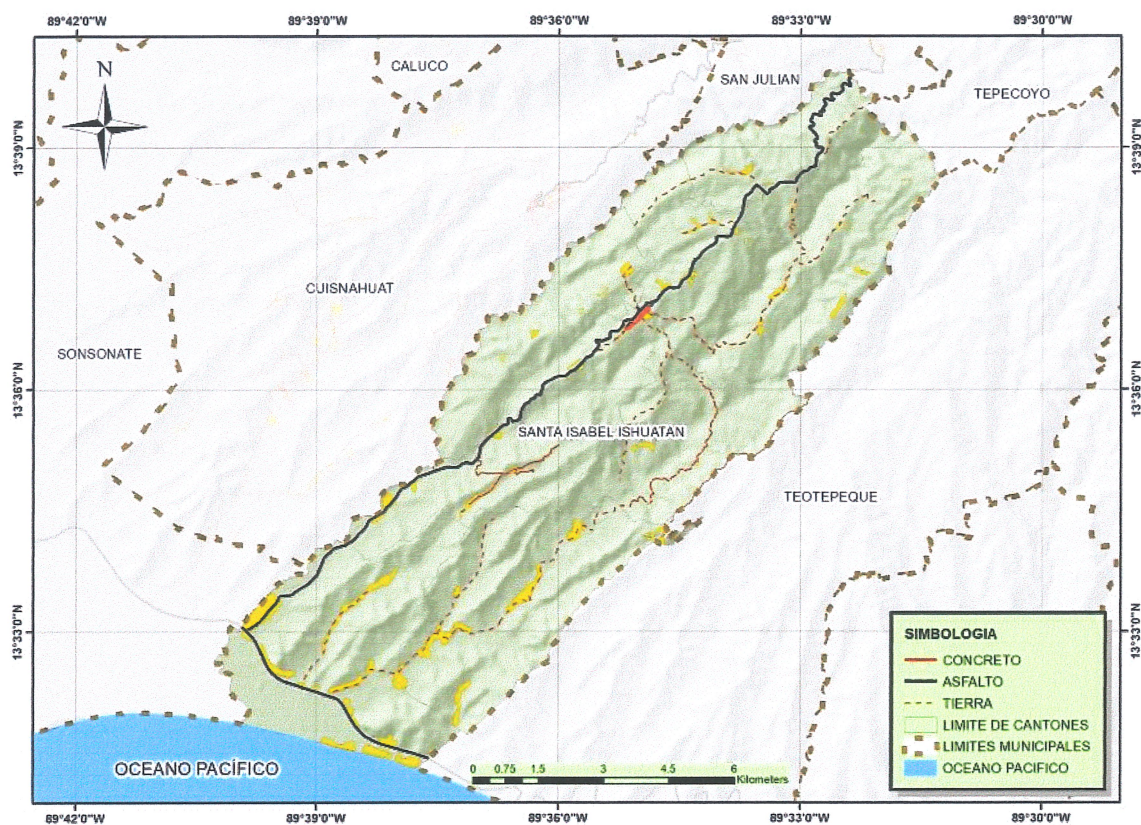 89°42'0"W
89°39'0"W
89°36'0"W
89°33'0"W
89°30'0"W
N
CALUCO
SAN JULIAN
TEPECOYO
13°39'0"N
13°39'0"N
CUISNAHUAT
SONSONATE
13°36'0"N
13°36'0"N
SANTA ISABEL ISHUATAN
TEOTEPEQUE
13°33'0"N
13°33'0"N
SIMBOLOGIA
CONCRETO
ASFALTO
TIERRA
LIMITE DE CANTONES
LIMITES MUNICIPALES
OCEANO PACIFICO
OCEANO PACÍFICO
0 0.75 1.5 3 4.5 6
Kilometers
89°42'0"W
89°39'0"W
89°36'0"W
89°33'0"W
89°30'0"W